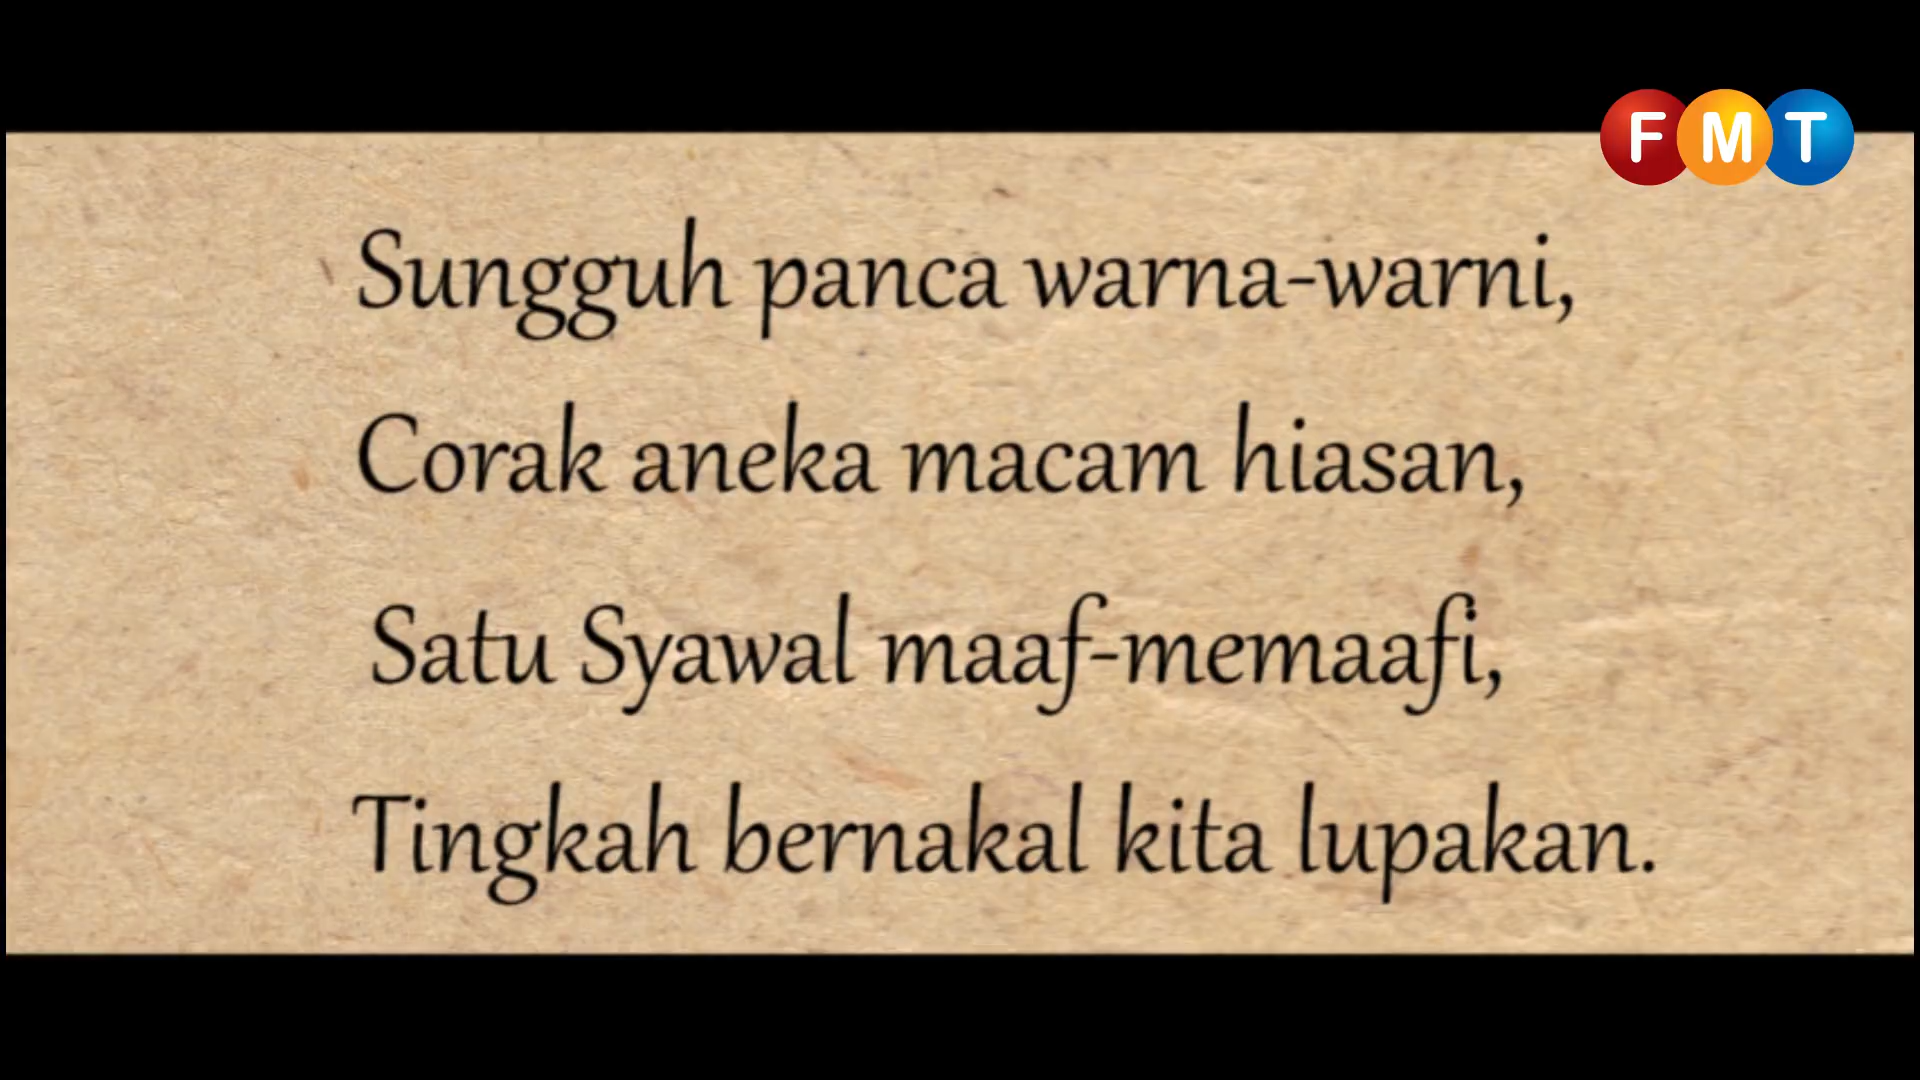 FMT
Sungguh panca warna-warni,
Corak aneka macam hiasan,
Satu Syawal maaf-memaafi,
Tingkah bernakal kita lupakan.